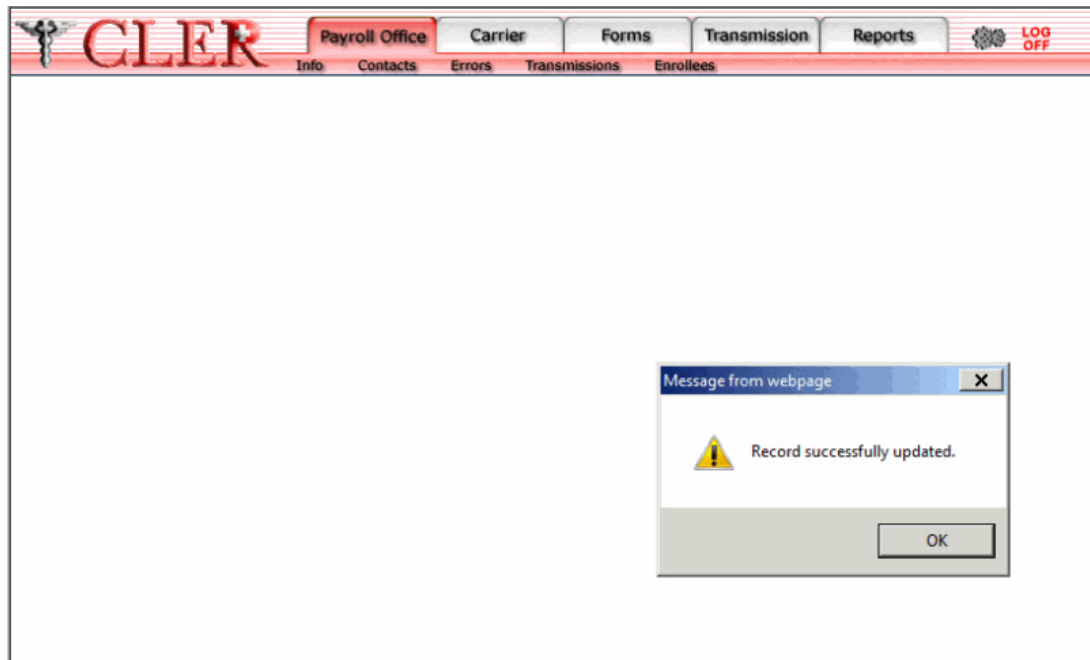 CLER
Payroll Office Carrier Forms Transmission Reports LOG OFF
Info Contacts Errors Transmissions Enrollees
Message from webpage
Record successfully updated.
OK